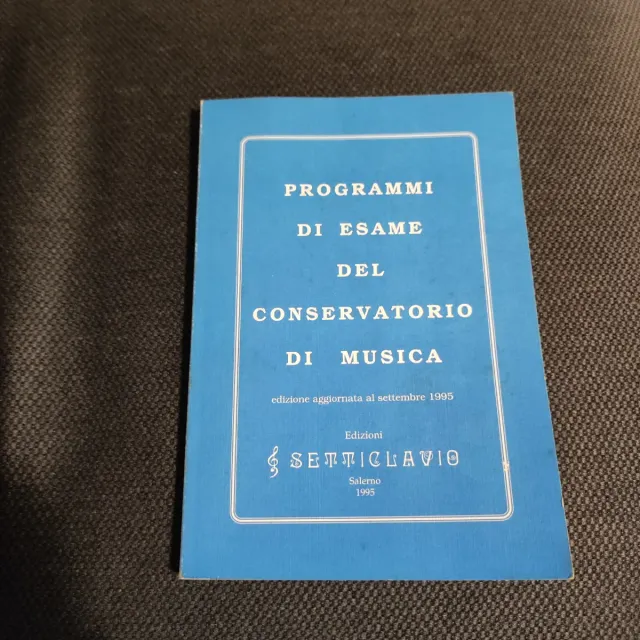 PROGRAMMI
DI ESAME
DEL
CONSERVATORIO
DI MUSICA
edizione aggiornata al settembre 1995
Edizioni
SETTICLAVIO
Salerno
1995